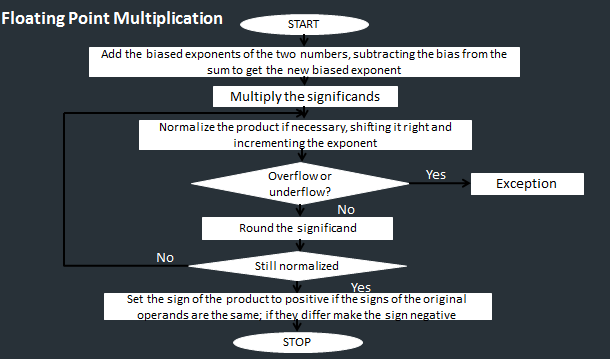 Floating Point Multiplication
START
Add the biased exponents of the two numbers, subtracting the bias from the
sum to get the new biased exponent
Multiply the significands
Normalize the product if necessary, shifting it right and
incrementing the exponent
Overflow or
underflow?
Yes
Exception
No
Round the significand
No
Still normalized
Yes
Set the sign of the product to positive if the signs of the original
operands are the same; if they differ make the sign negative
STOP